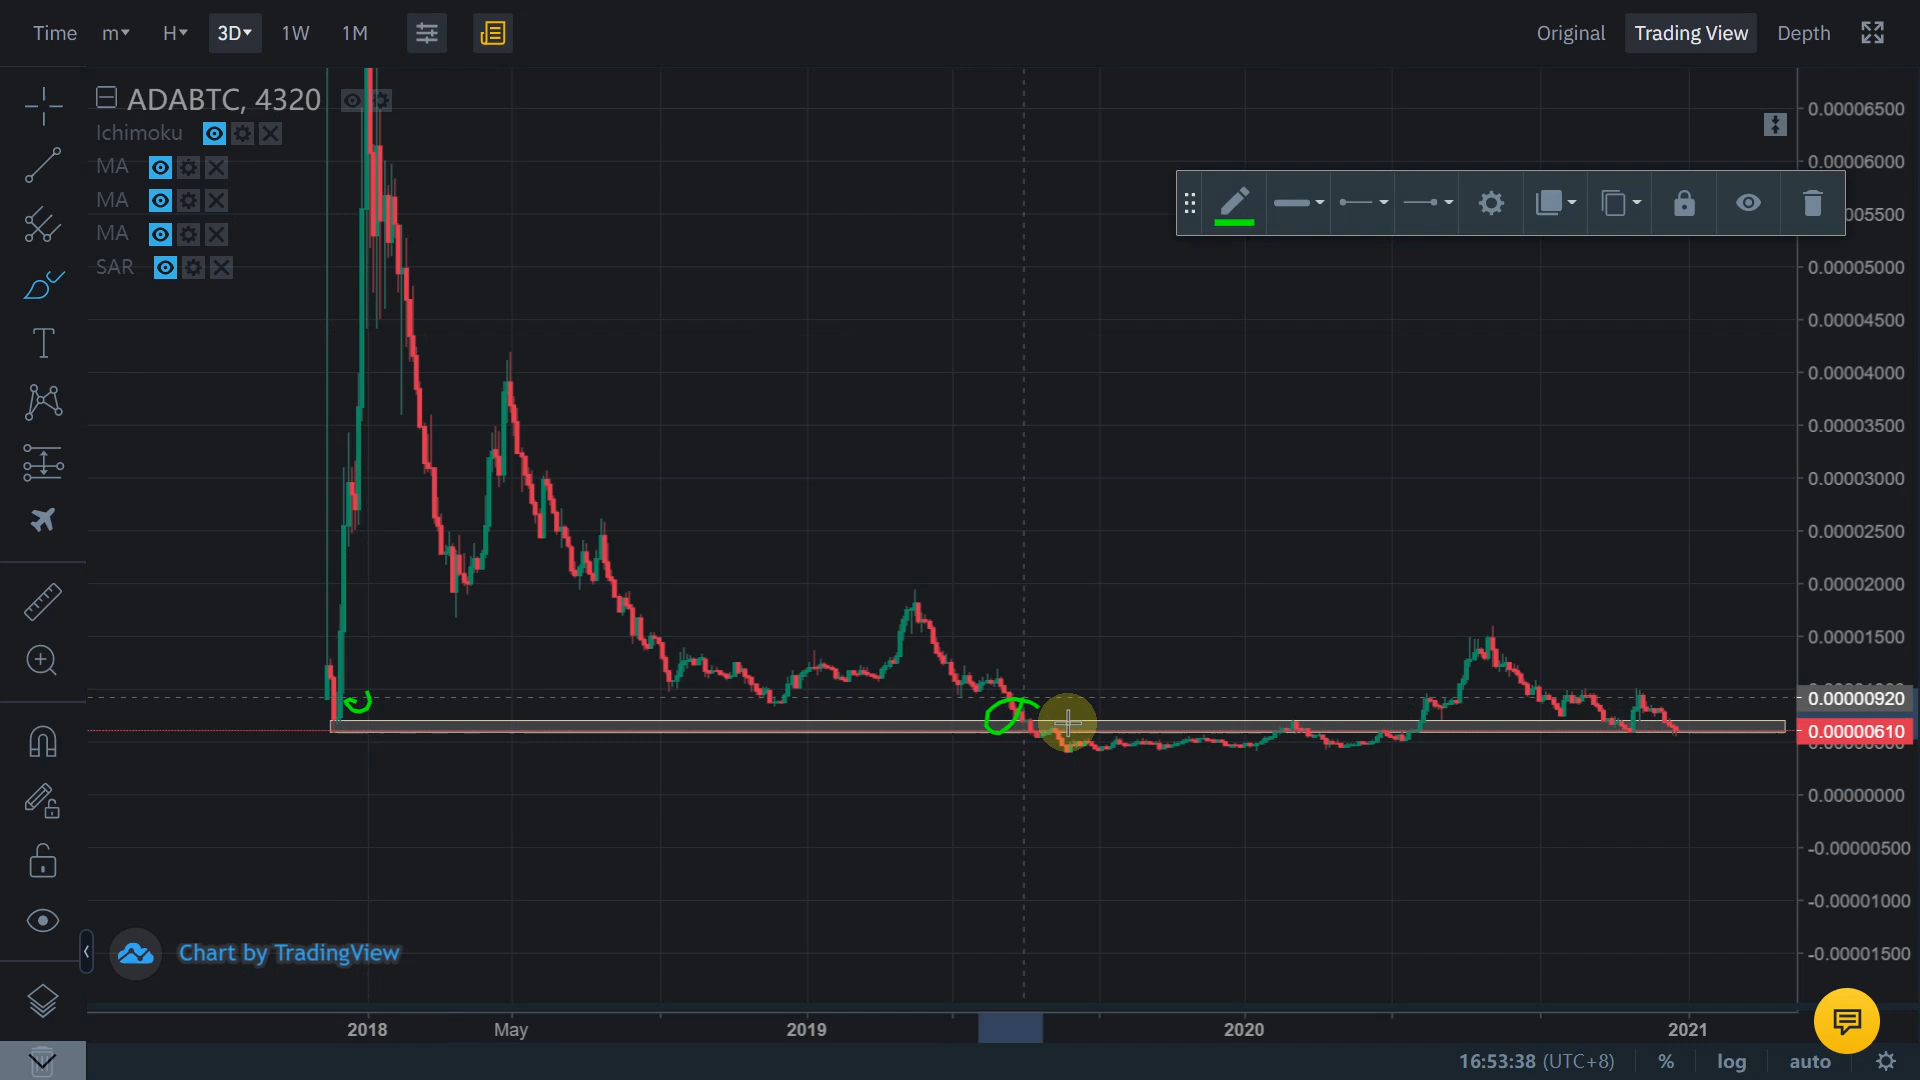 Time m▾ H▾ 3D▾ 1W 1M Original Trading View Depth
ADABTC, 4320
Ichimoku
MA
MA
MA
SAR
0.00006500
0.00006000
0.00005500
0.00005000
0.00004500
0.00004000
0.00003500
0.00003000
0.00002500
0.00002000
0.00001500
0.00000920
0.00000610
0.00000000
-0.00000500
-0.00001000
-0.00001500
Chart by TradingView
2018 May 2019 2020 2021
16:53:38 (UTC+8) % log auto